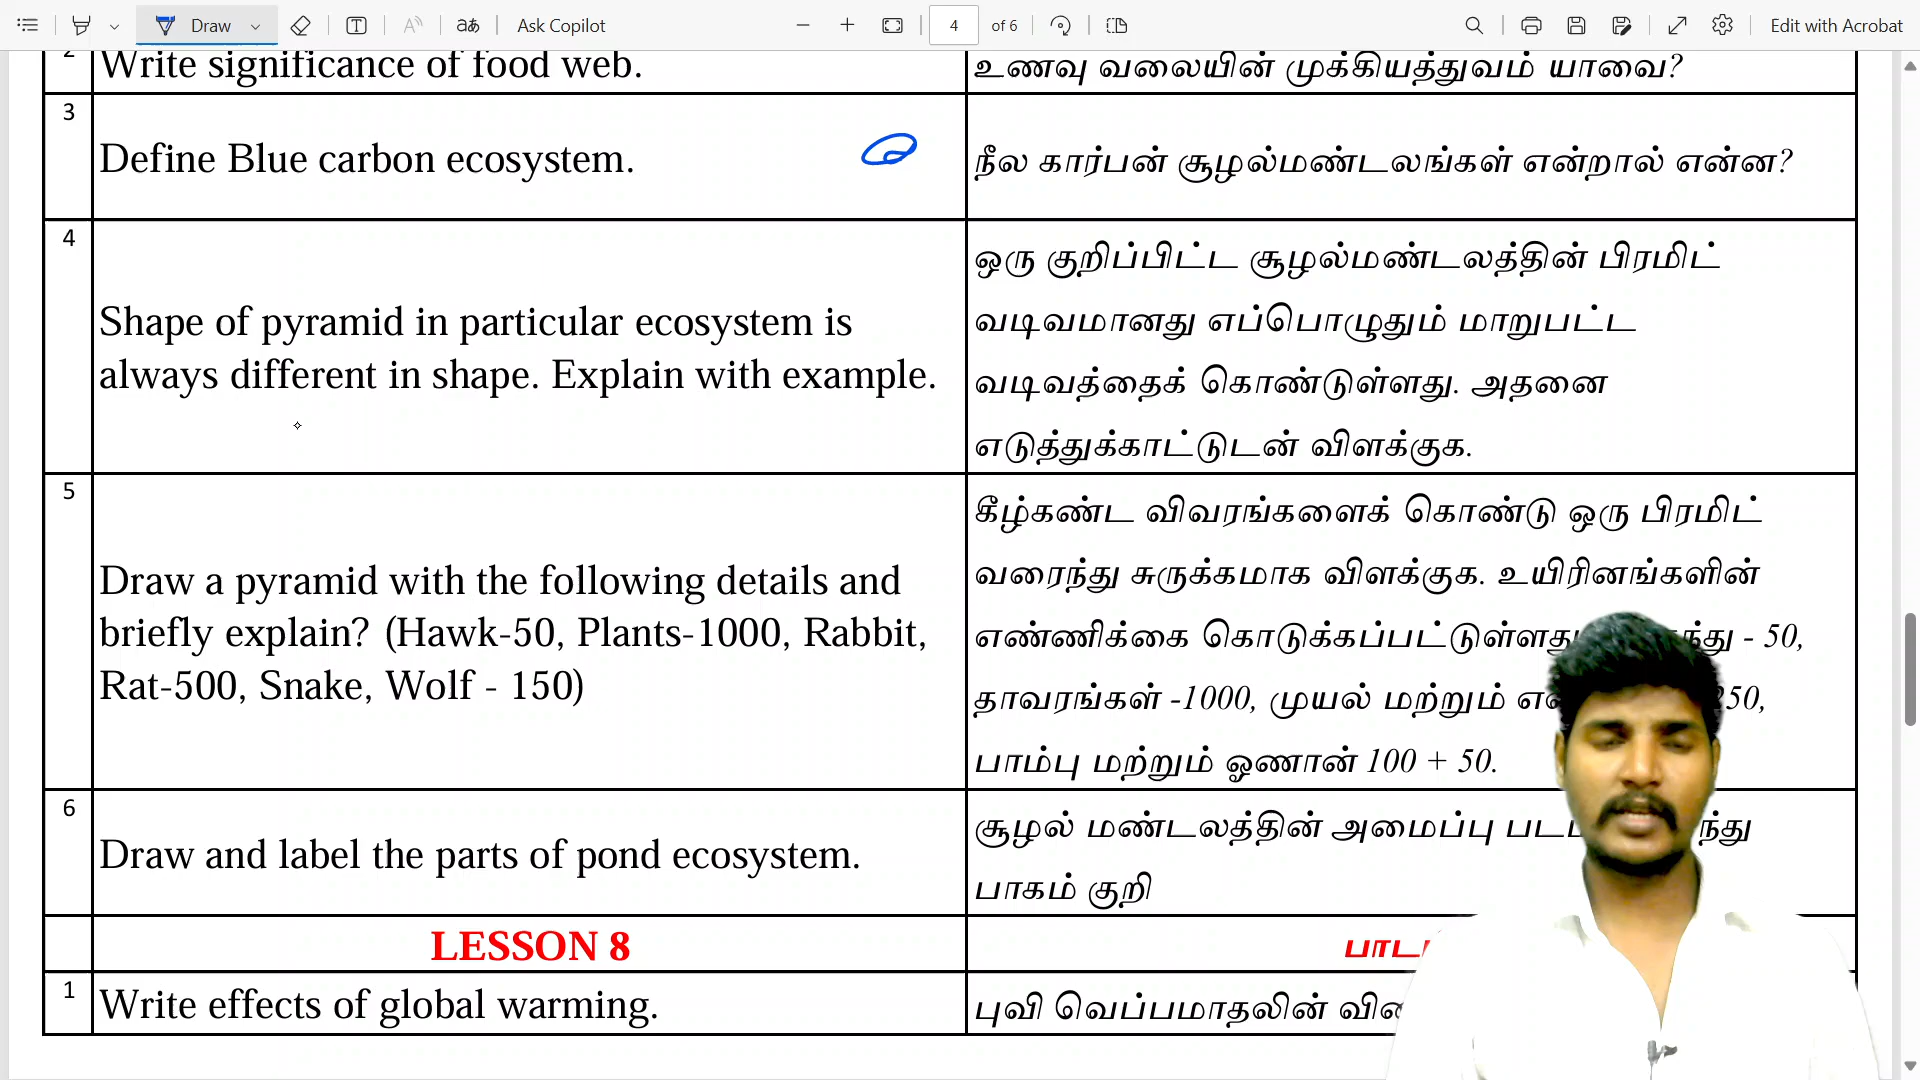 Draw
aあ
Ask Copilot
4
of 6
Edit with Acrobat
2
Write significance of food web.
உணவு வலையின் முக்கியத்துவம் யாவை?
3
Define Blue carbon ecosystem.
நீல கார்பன் சூழல்மண்டலங்கள் என்றால் என்ன?
4
Shape of pyramid in particular ecosystem is
always different in shape. Explain with example.
ஒரு குறிப்பிட்ட சூழல்மண்டலத்தின் பிரமிட்
வடிவமானது எப்பொழுதும் மாறுபட்ட
வடிவத்தைக் கொண்டுள்ளது. அதனை
எடுத்துக்காட்டுடன் விளக்குக.
5
Draw a pyramid with the following details and
briefly explain? (Hawk-50, Plants-1000, Rabbit,
Rat-500, Snake, Wolf - 150)
கீழ்கண்ட விவரங்களைக் கொண்டு ஒரு பிரமிட்
வரைந்து சுருக்கமாக விளக்குக. உயிரினங்களின்
எண்ணிக்கை - 50,
தாவரங்கள் -1000, முயல் மற்றும்
பாம்பு மற்றும் ஓணான் 100 + 50.
6
Draw and label the parts of pond ecosystem.
சூழல் மண்டலத்தின் அமைப்பு
பாகம் குறி
LESSON 8
1
Write effects of global warming.
புவி வெப்பமாதலின்